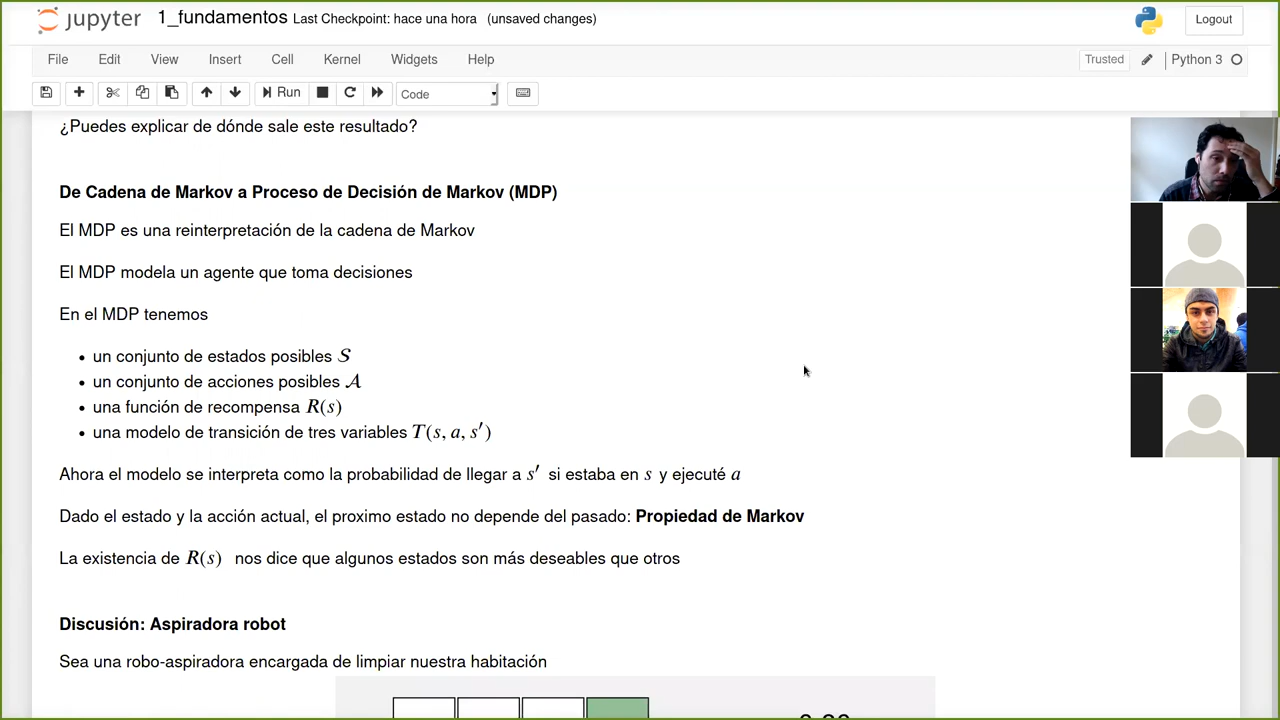 jupyter 1_fundamentos Last Checkpoint: hace una hora (unsaved changes) Logout
File Edit View Insert Cell Kernel Widgets Help Trusted Python 3
Run Code
¿Puedes explicar de dónde sale este resultado?
De Cadena de Markov a Proceso de Decisión de Markov (MDP)
El MDP es una reinterpretación de la cadena de Markov
El MDP modela un agente que toma decisiones
En el MDP tenemos
• un conjunto de estados posibles 𝒮
• un conjunto de acciones posibles 𝒜
• una función de recompensa R(s)
• una modelo de transición de tres variables T(s, a, s′)
Ahora el modelo se interpreta como la probabilidad de llegar a s′ si estaba en s y ejecuté a
Dado el estado y la acción actual, el proximo estado no depende del pasado: Propiedad de Markov
La existencia de R(s) nos dice que algunos estados son más deseables que otros
Discusión: Aspiradora robot
Sea una robo-aspiradora encargada de limpiar nuestra habitación